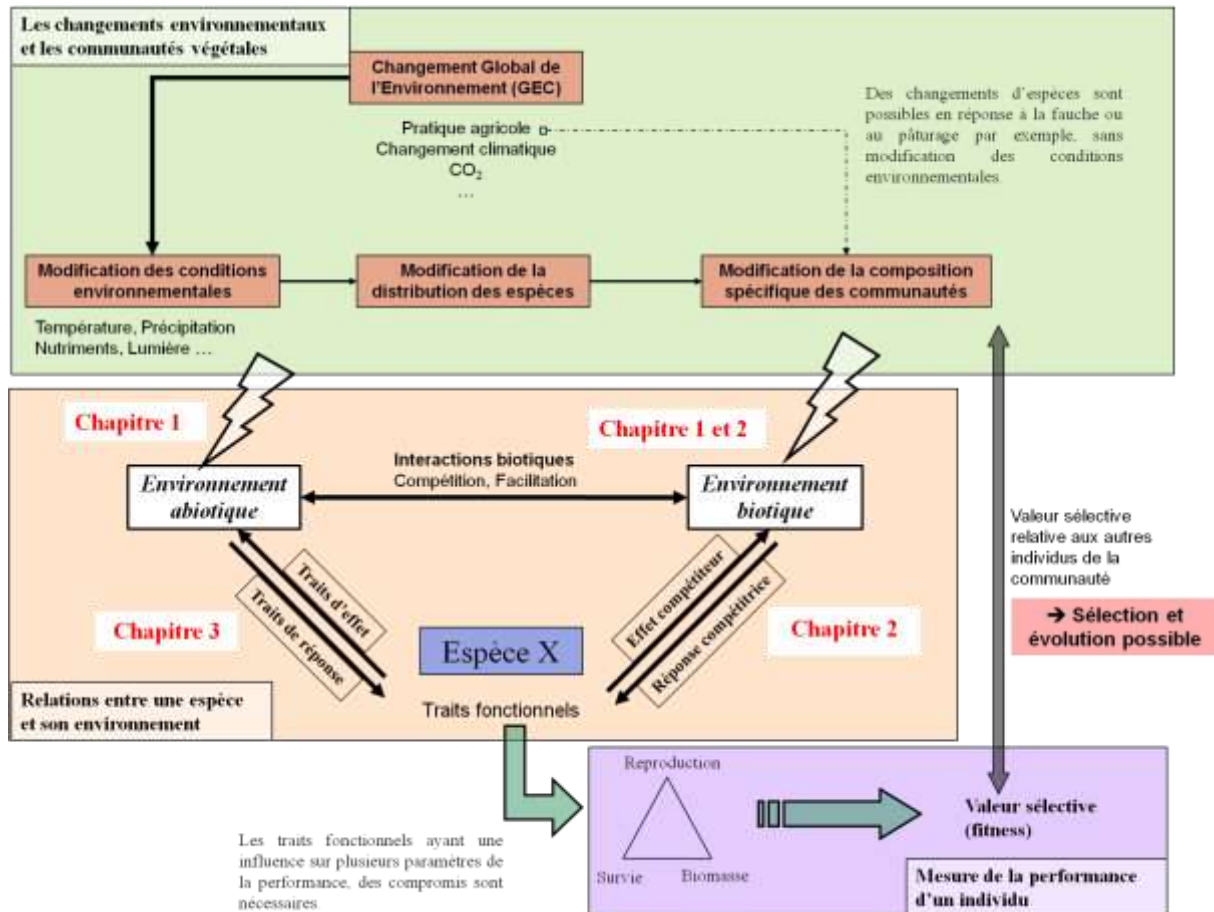 Les changements environnementaux
et les communautés végétales
Changement Global de
l'Environnement (GEC)
Pratique agricole
Changement climatique
CO₂
…
Des changements d'espèces sont
possibles en réponse à la fauche ou
au pâturage par exemple, sans
modification des conditions
environnementales.
Modification des conditions
environnementales
Modification de la
distribution des espèces
Modification de la composition
spécifique des communautés
Température, Précipitation
Nutriments, Lumière …
Chapitre 1
Chapitre 1 et 2
Interactions biotiques
Compétition, Facilitation
Environnement
abiotique
Environnement
biotique
Valeur sélective
relative aux autres
individus de la
communauté
→ Sélection et
évolution possible
Traits d'effet
Traits de réponse
Effet compétiteur
Réponse compétitrice
Chapitre 3
Chapitre 2
Espèce X
Traits fonctionnels
Relations entre une espèce
et son environnement
Reproduction
Survie
Biomasse
Valeur sélective
(fitness)
Mesure de la performance
d'un individu
Les traits fonctionnels ayant une
influence sur plusieurs paramètres de
la performance, des compromis sont
nécessaires